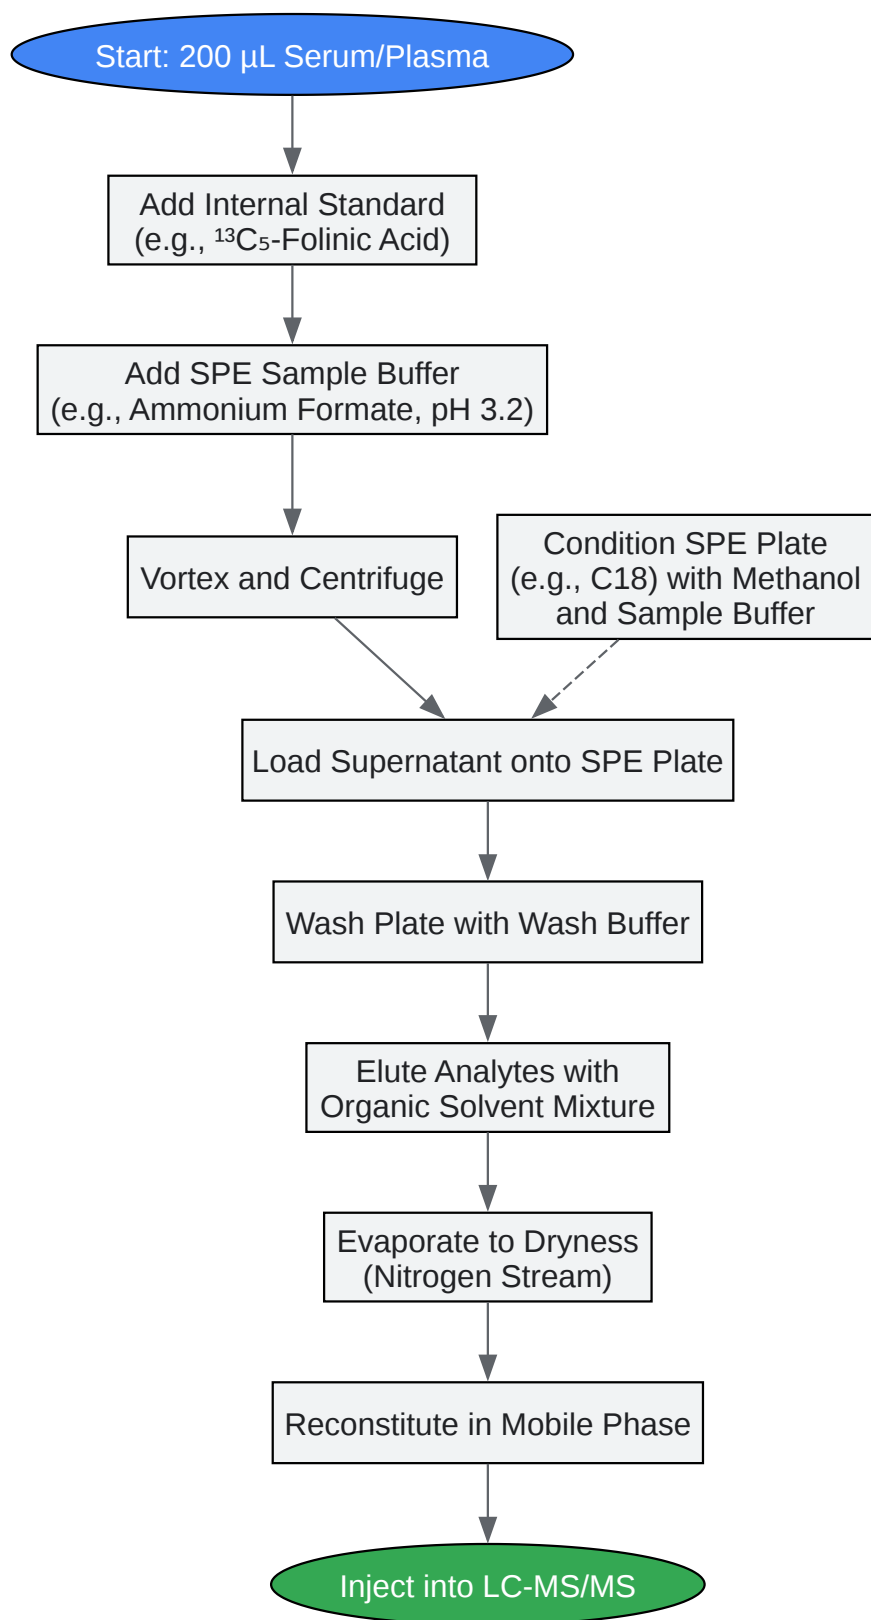 Start: 200 µL Serum/Plasma
Add Internal Standard
(e.g., ¹³C₅-Folinic Acid)
Add SPE Sample Buffer
(e.g., Ammonium Formate, pH 3.2)
Vortex and Centrifuge
Condition SPE Plate
(e.g., C18) with Methanol
and Sample Buffer
Load Supernatant onto SPE Plate
Wash Plate with Wash Buffer
Elute Analytes with
Organic Solvent Mixture
Evaporate to Dryness
(Nitrogen Stream)
Reconstitute in Mobile Phase
Inject into LC-MS/MS